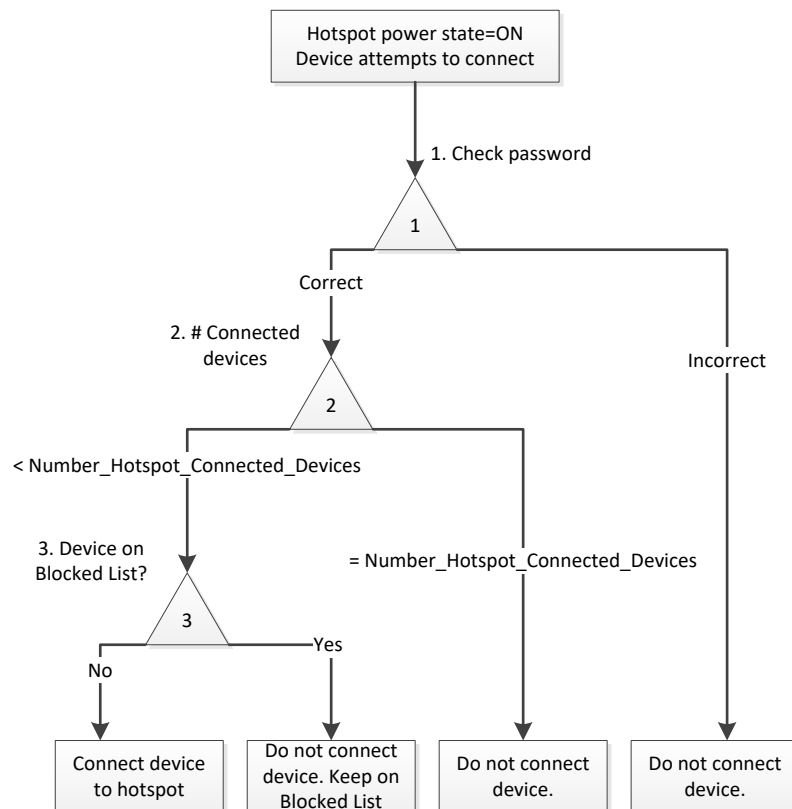 Hotspot power state=ON
Device attempts to connect
1. Check password
1
Correct
Incorrect
2. # Connected
devices
2
< Number_Hotspot_Connected_Devices
= Number_Hotspot_Connected_Devices
3. Device on
Blocked List?
3
No
Yes
Connect device
to hotspot
Do not connect
device. Keep on
Blocked List
Do not connect
device.
Do not connect
device.